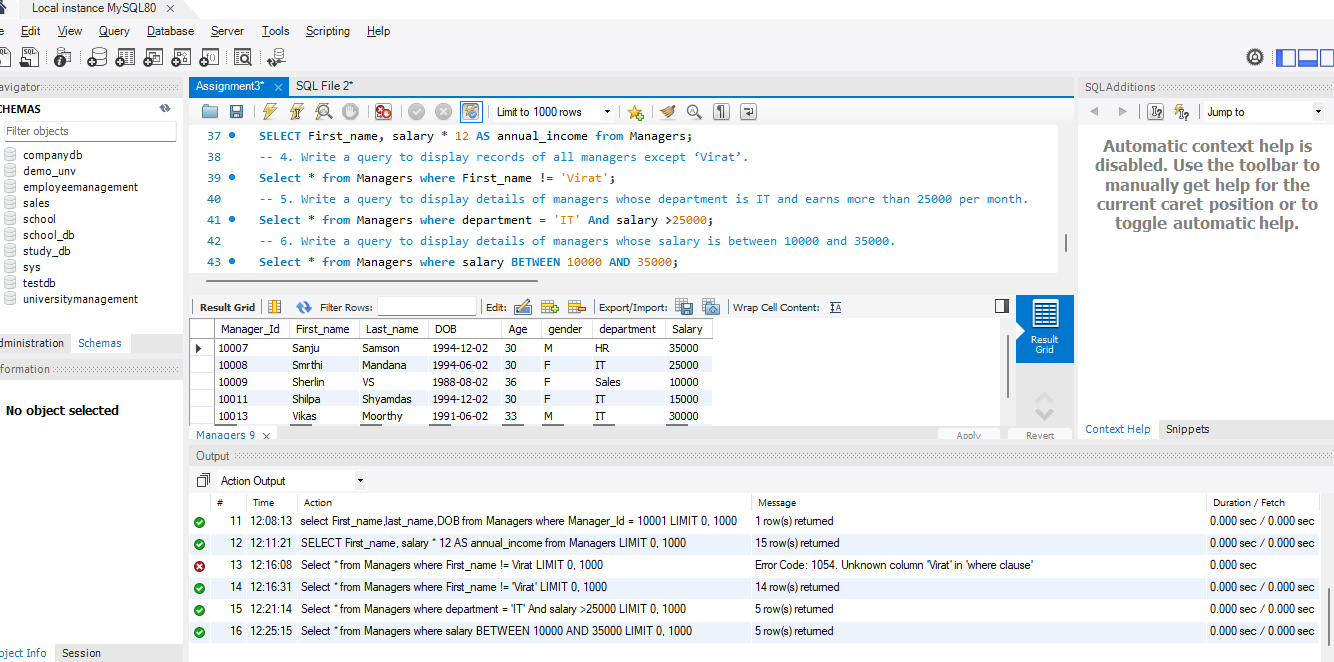 Local instance MySQL80
Edit View Query Database Server Tools Scripting Help
avigator
CHEMAS
Filter objects
companydb
demo_unv
employeemanagement
sales
school
school_db
study_db
sys
testdb
universitymanagement
dministration Schemas
formation
No object selected
bject Info Session
Assignment3* SQL File 2*
Limit to 1000 rows
37 SELECT First_name, salary * 12 AS annual_income from Managers;
38 -- 4. Write a query to display records of all managers except ‘Virat’.
39 Select * from Managers where First_name != 'Virat';
40 -- 5. Write a query to display details of managers whose department is IT and earns more than 25000 per month.
41 Select * from Managers where department = 'IT' And salary >25000;
42 -- 6. Write a query to display details of managers whose salary is between 10000 and 35000.
43 Select * from Managers where salary BETWEEN 10000 AND 35000;
Result Grid Filter Rows: Edit: Export/Import: Wrap Cell Content:
Manager_Id First_name Last_name DOB Age gender department Salary
10007 Sanju Samson 1994-12-02 30 M HR 35000
10008 Smrthi Mandana 1994-06-02 30 F IT 25000
10009 Sherlin VS 1988-08-02 36 F Sales 10000
10011 Shilpa Shyamdas 1994-12-02 30 F IT 15000
10013 Vikas Moorthy 1991-06-02 33 M IT 30000
Result
Grid
Managers 9 Apply Revert
Output
Action Output
# Time Action Message Duration / Fetch
11 12:08:13 select First_name,last_name,DOB from Managers where Manager_Id = 10001 LIMIT 0, 1000 1 row(s) returned 0.000 sec / 0.000 sec
12 12:11:21 SELECT First_name, salary * 12 AS annual_income from Managers LIMIT 0, 1000 15 row(s) returned 0.000 sec / 0.000 sec
13 12:16:08 Select * from Managers where First_name != Virat LIMIT 0, 1000 Error Code: 1054. Unknown column 'Virat' in 'where clause' 0.000 sec
14 12:16:31 Select * from Managers where First_name != 'Virat' LIMIT 0, 1000 14 row(s) returned 0.000 sec / 0.000 sec
15 12:21:14 Select * from Managers where department = 'IT' And salary >25000 LIMIT 0, 1000 5 row(s) returned 0.000 sec / 0.000 sec
16 12:25:15 Select * from Managers where salary BETWEEN 10000 AND 35000 LIMIT 0, 1000 5 row(s) returned 0.000 sec / 0.000 sec
SQLAdditions
Jump to
Automatic context help is
disabled. Use the toolbar to
manually get help for the
current caret position or to
toggle automatic help.
Context Help Snippets